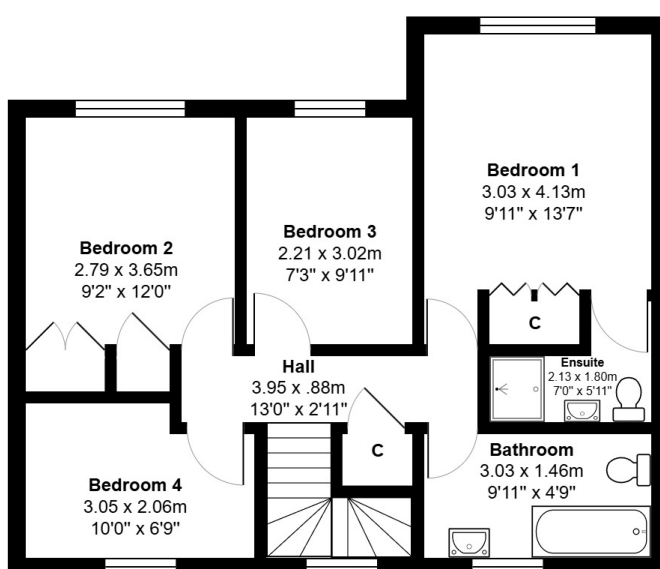 Bedroom 1
3.03 x 4.13m
9'11" x 13'7"
Bedroom 2
2.79 x 3.65m
9'2" x 12'0"
Bedroom 3
2.21 x 3.02m
7'3" x 9'11"
C
Hall
3.95 x .88m
13'0" x 2'11"
Ensuite
2.13 x 1.80m
7'0" x 5'11"
C
Bathroom
3.03 x 1.46m
9'11" x 4'9"
Bedroom 4
3.05 x 2.06m
10'0" x 6'9"